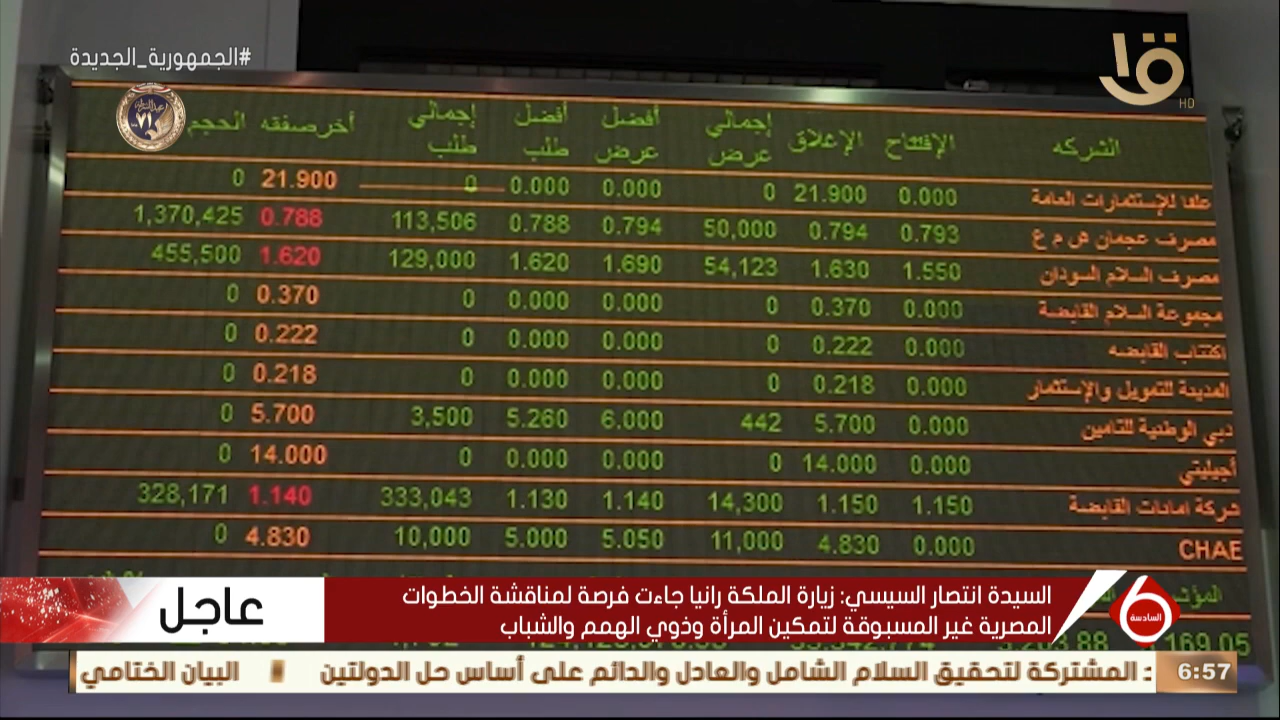 #الجمهورية_الجديدة
HD
الشركه الإفتتاح الإغلاق إجمالي عرض أفضل عرض أفضل طلب إجمالي طلب أخرصفقه الحجم
علفا للإستثمارات العامة 0.000 21.900 0 0.000 0.000 0 21.900 0
مصرف عجمان ش م ع 0.793 0.794 50,000 0.794 0.788 113,506 0.788 1,370,425
مصرف السلام السودان 1.550 1.630 54,123 1.690 1.620 129,000 1.620 455,500
مجموعة السلام القابضة 0.000 0.370 0 0.000 0.000 0 0.370 0
اكتتاب القابضه 0.000 0.222 0 0.000 0.000 0 0.222 0
المدينة للتمويل والإستثمار 0.000 0.218 0 0.000 0.000 0 0.218 0
دبي الوطنية للتامين 0.000 5.700 442 6.000 5.260 3,500 5.700 0
أجيليتي 0.000 14.000 0 0.000 0.000 0 14.000 0
شركة امانات القابضة 1.150 1.150 14,300 1.140 1.130 333,043 1.140 328,171
CHAE 0.000 4.830 11,000 5.050 5.000 10,000 4.830 0
السادسة
السيدة انتصار السيسي: زيارة الملكة رانيا جاءت فرصة لمناقشة الخطوات
المصرية غير المسبوقة لتمكين المرأة وذوي الهمم والشباب
عاجل
6:57
المشتركة لتحقيق السلام الشامل والعادل والدائم على أساس حل الدولتين البيان الختامي